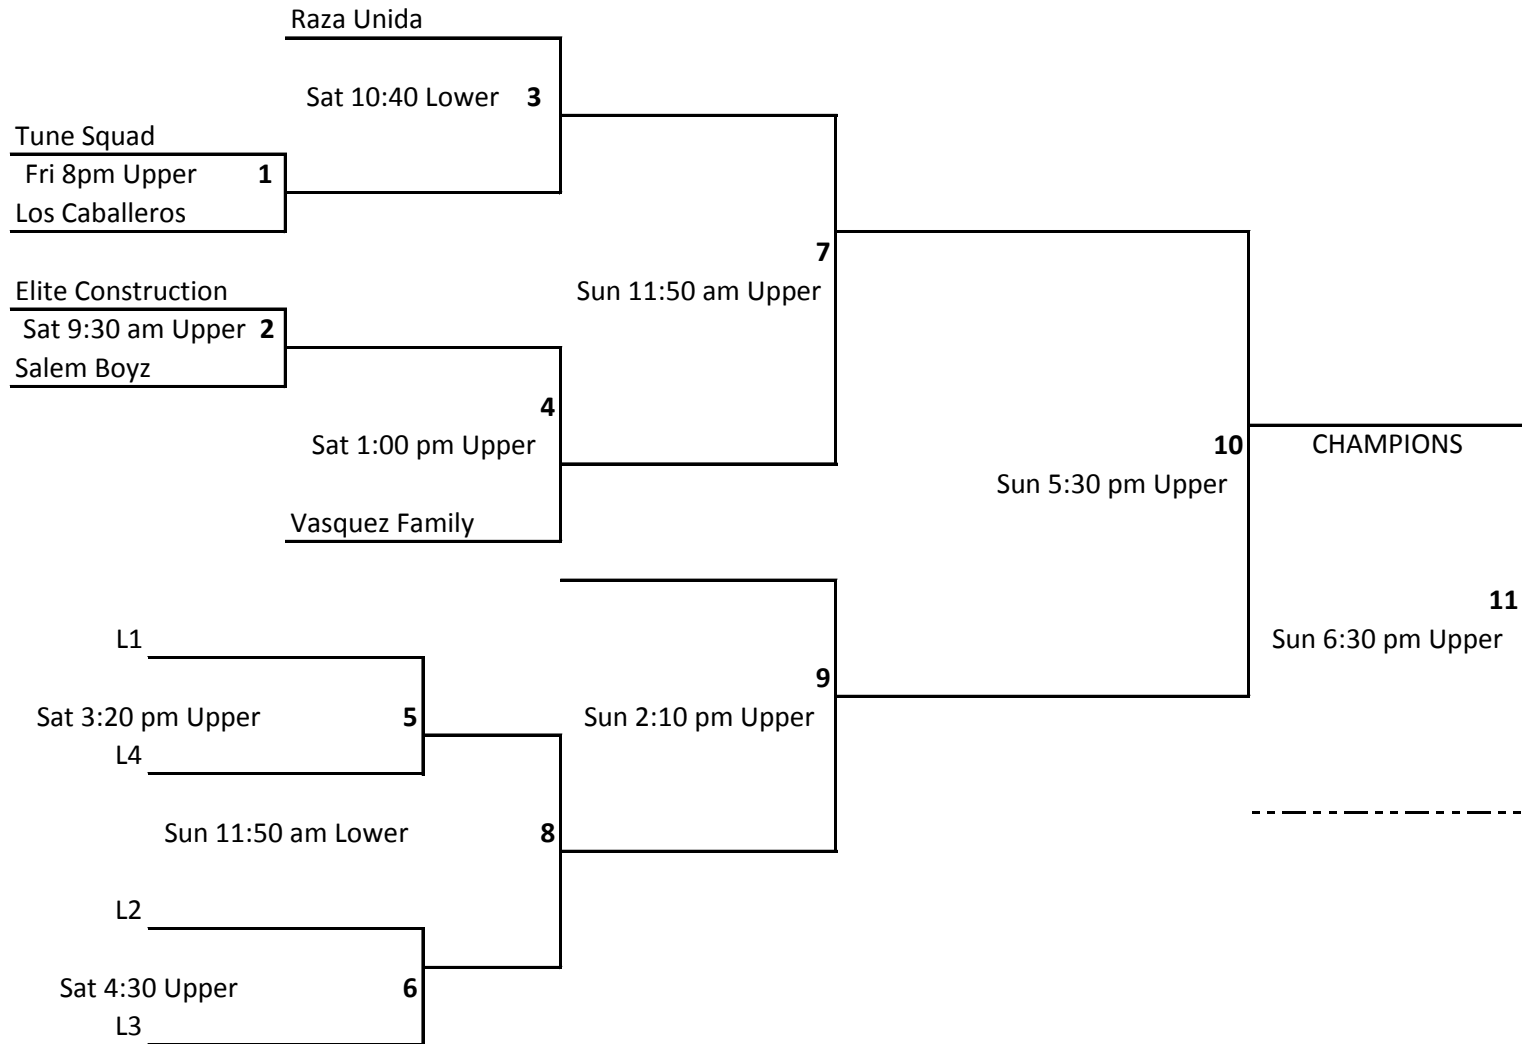 Raza Unida
Sat 10:40 Lower 3
Tune Squad
Fri 8pm Upper 1
Los Caballeros
7
Elite Construction
Sun 11:50 am Upper
Sat 9:30 am Upper 2
Salem Boyz
4
Sat 1:00 pm Upper
10
CHAMPIONS
Sun 5:30 pm Upper
Vasquez Family
11
L1
Sun 6:30 pm Upper
9
Sat 3:20 pm Upper 5
Sun 2:10 pm Upper
L4
Sun 11:50 am Lower 8
L2
Sat 4:30 Upper 6
L3